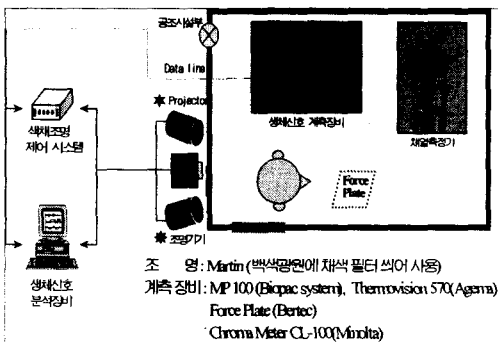 공조시설부
Data line
Projector
색채조명
제어 시스템
생체신호 계측장비
체열측정기
Force
Plate
조명기기
생체신호
분석장비
조 명 : Martin (백색광원에 채색 필터 씌어 사용)
계측 장비 : MP 100 (Biopac system), Thermovision 570(Agema)
Force Plate (Bertec)
Chroma Meter CL-100(Minolta)